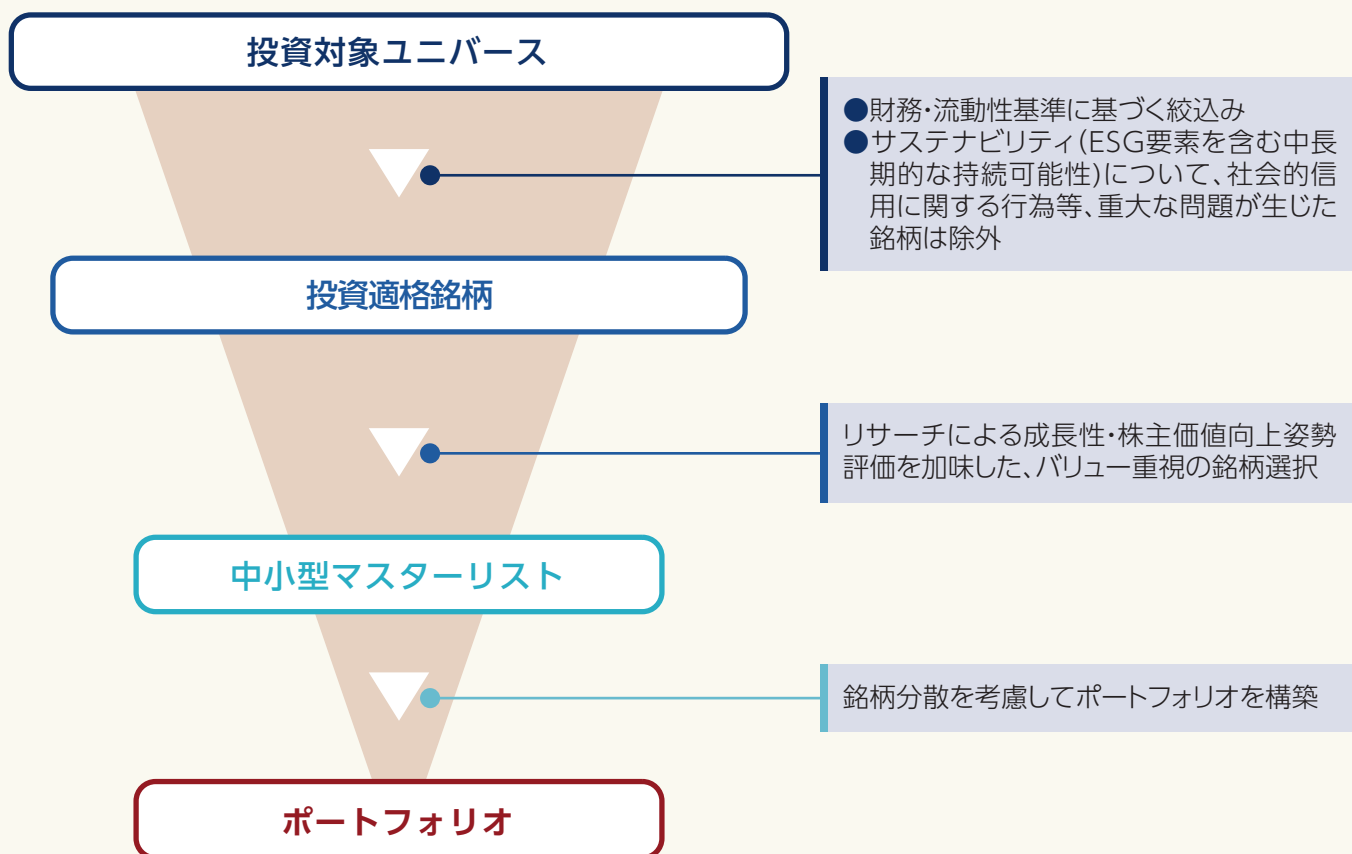 投資対象ユニバース
●財務・流動性基準に基づく絞込み
●サステナビリティ(ESG要素を含む中長
期的な持続可能性)について、社会的信
用に関する行為等、重大な問題が生じた
銘柄は除外
投資適格銘柄
リサーチによる成長性・株主価値向上姿勢
評価を加味した、バリュー重視の銘柄選択
中小型マスターリスト
銘柄分散を考慮してポートフォリオを構築
ポートフォリオ